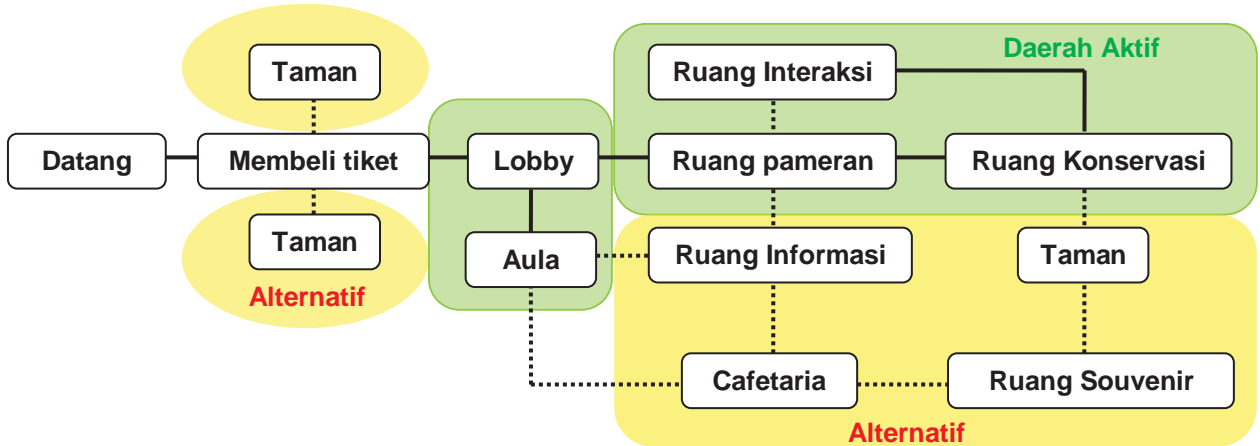 Daerah Aktif
Taman
Ruang Interaksi
Datang
Membeli tiket
Lobby
Ruang pameran
Ruang Konservasi
Taman
Aula
Ruang Informasi
Taman
Alternatif
Cafetaria
Ruang Souvenir
Alternatif